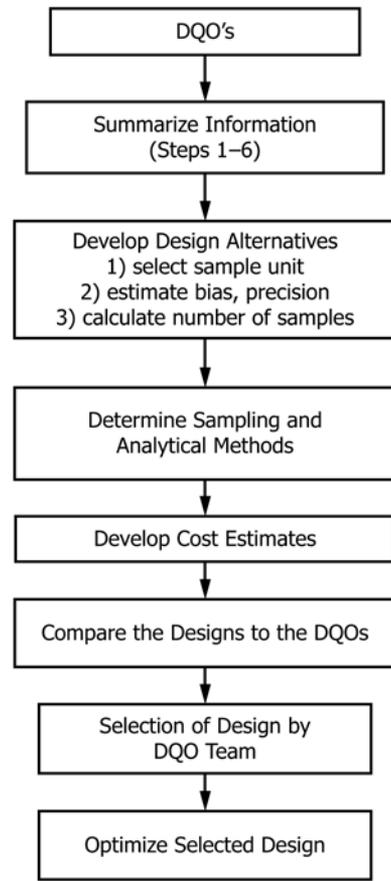 DQO's
Summarize Information
(Steps 1–6)
Develop Design Alternatives
1) select sample unit
2) estimate bias, precision
3) calculate number of samples
Determine Sampling and
Analytical Methods
Develop Cost Estimates
Compare the Designs to the DQOs
Selection of Design by
DQO Team
Optimize Selected Design